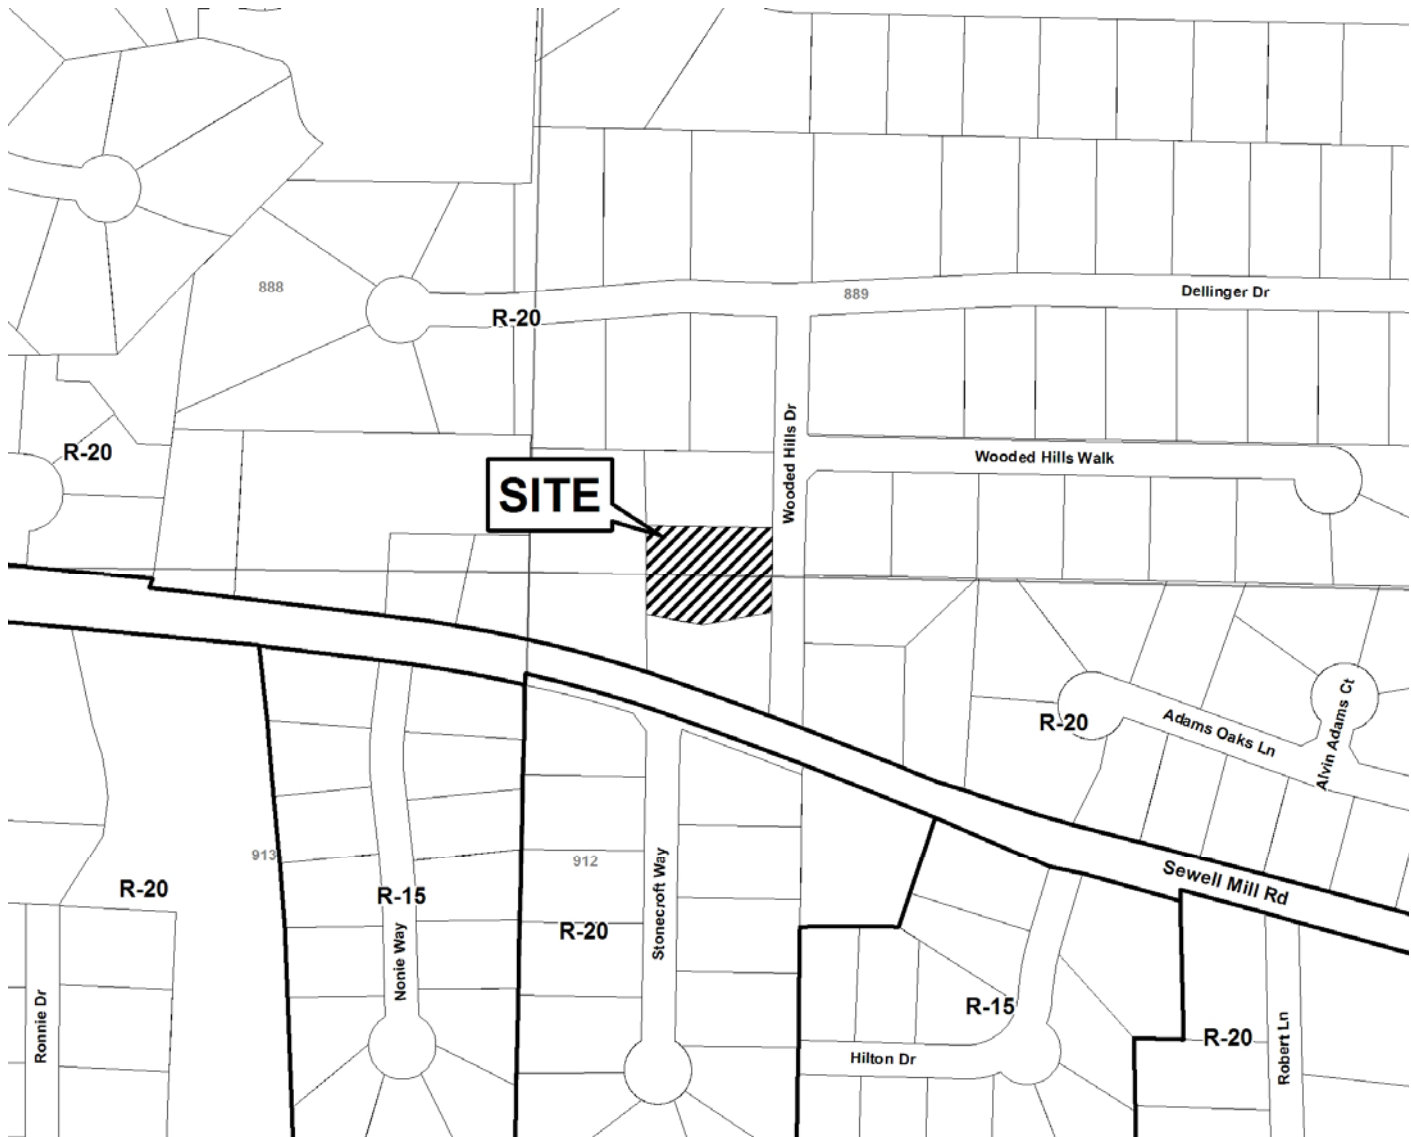 888
889
Dellinger Dr
R-20
R-20
Wooded Hills Dr
Wooded Hills Walk
SITE
R-20
Adams Oaks Ln
Alvin Adams Ct
913
912
R-20
R-15
R-20
Nonie Way
Stonecroft Way
Sewell Mill Rd
R-15
R-20
Ronnie Dr
Hilton Dr
Robert Ln